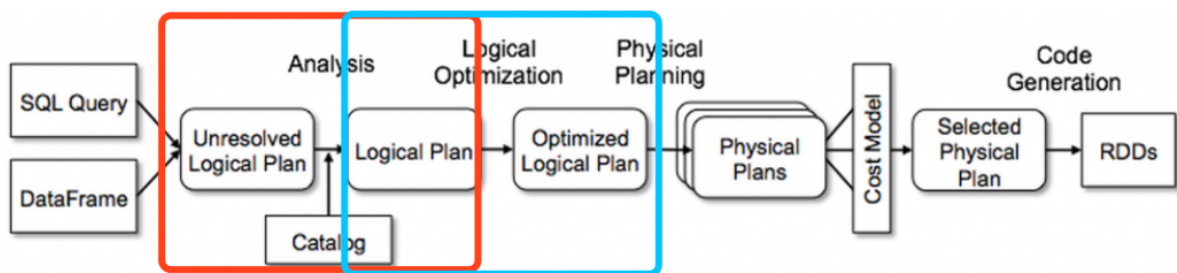 Analysis
Logical
Optimization
Physical
Planning
Code
Generation
SQL Query
DataFrame
Unresolved
Logical Plan
Catalog
Logical Plan
Optimized
Logical Plan
Physical
Plans
Cost Model
Selected
Physical
Plan
RDDs